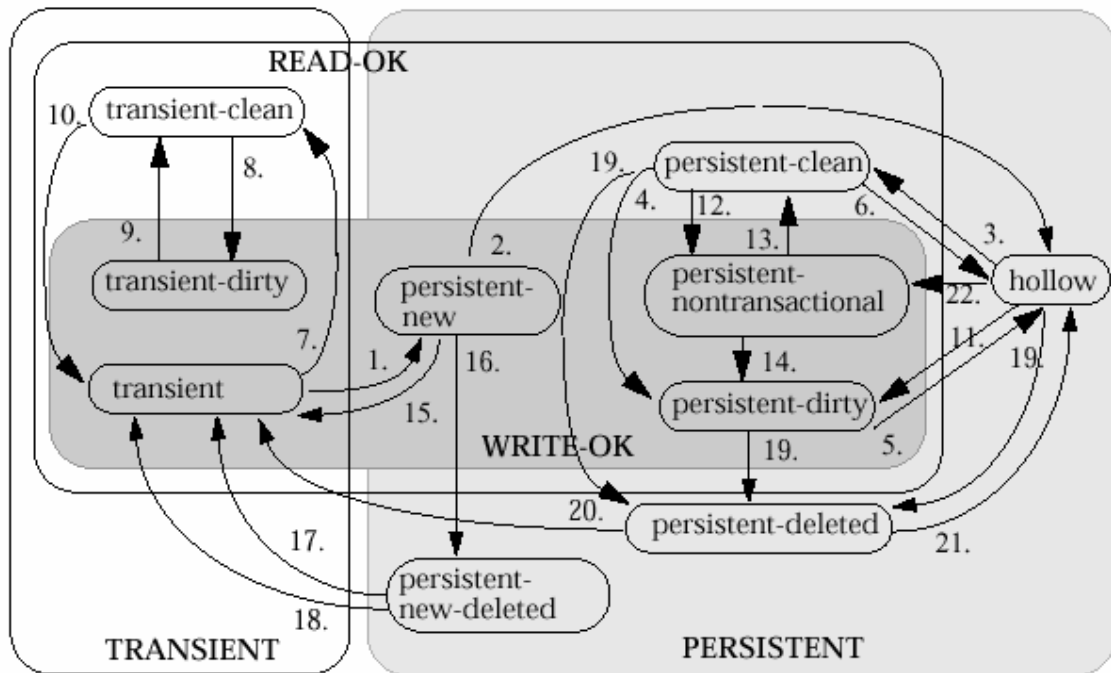 READ-OK
10.
transient-clean
8.
9.
transient-dirty
7.
transient
1.
15.
2.
persistent-
new
16.
19.
persistent-clean
4.
12.
6.
3.
13.
persistent-
nontransactional
hollow
22.
11.
14.
19.
persistent-dirty
5.
19.
WRITE-OK
20.
persistent-deleted
21.
17.
persistent-
new-deleted
18.
TRANSIENT
PERSISTENT